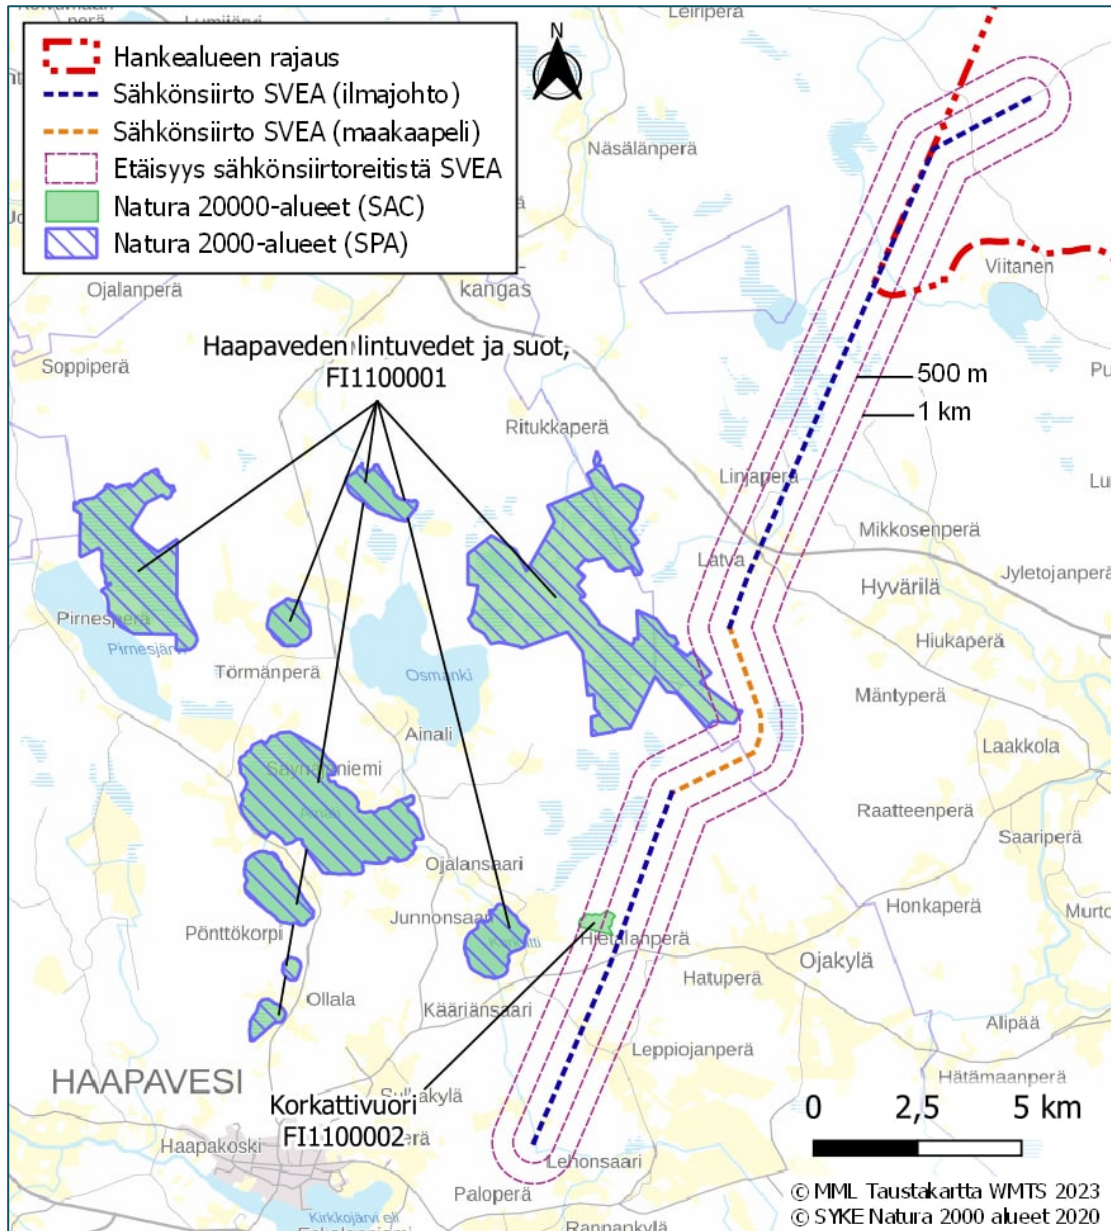 Leiriperä
N
Hankealueen rajaus
Sähkönsiirto SVEA (ilmajohto)
Sähkönsiirto SVEA (maakaapeli)
Etäisyys sähkönsiirtoreitistä SVEA
Natura 20000-alueet (SAC)
Natura 2000-alueet (SPA)
Näsälänperä
Viitanen
Ojalanperä
kangas
Haapaveden lintuvedet ja suot,
FI1100001
Soppiperä
500 m
1 km
Ritukkaperä
Linjaperä
Mikkosenperä
Latva
Jyletojanperä
Hyvärilä
Pirnesperä
Pirnesjärvi
Hiukaperä
Törmänperä
Osmanki
Mäntyperä
Ainali
Laakkola
Raatteenperä
Saariperä
Ojalansaari
Junnonsaari
Honkaperä
Pönttökorpi
Hietalanperä
Ojakylä
Hatuperä
Ollala
Kääriänsaari
Alipää
Leppiojanperä
HAAPAVESI
Hätämaanperä
Korkattivuori
FI1100002
0 2,5 5 km
Haapakoski
Lehonsaari
Paloperä
Kirkkojärvi eli
Rannankylä
© MML Taustakartta WMTS 2023
© SYKE Natura 2000 alueet 2020